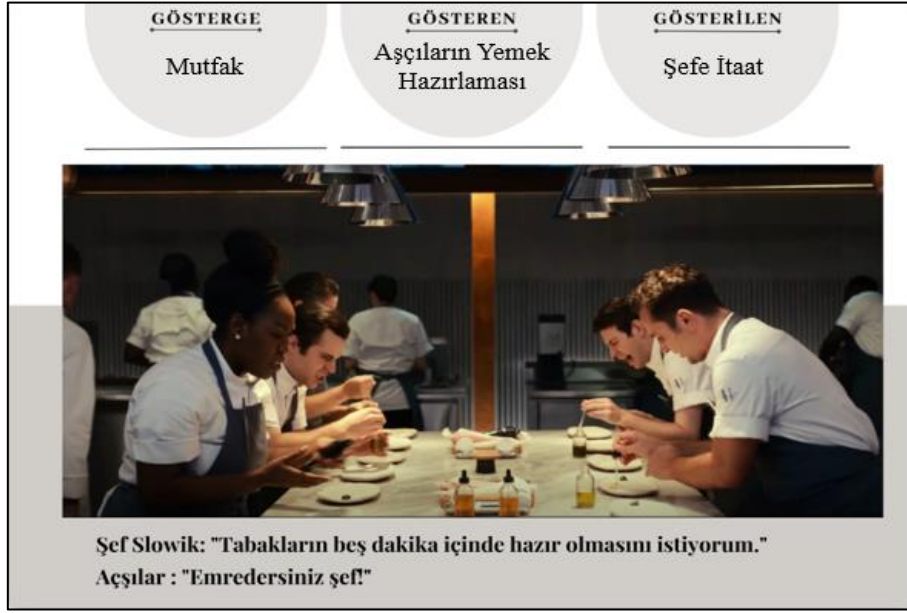 GÖSTERGE
Mutfak
GÖSTEREN
Aşçıların Yemek
Hazırlaması
GÖSTERİLEN
Şefe İtaat
Şef Slowik: "Tabakların beş dakika içinde hazır olmasını istiyorum."
Açşılar : "Emredersiniz şef!"